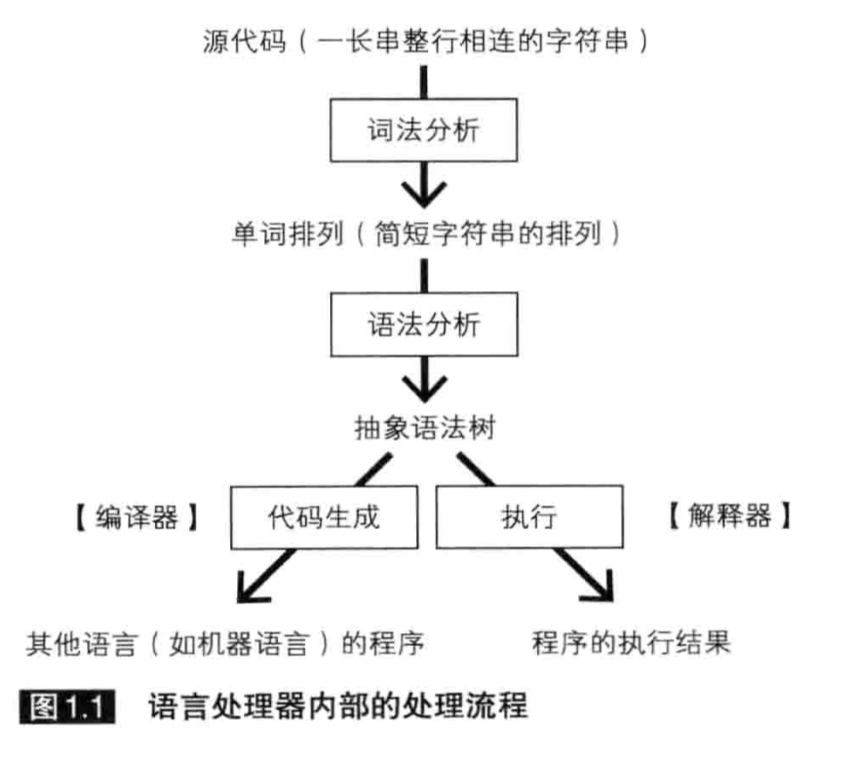 源代码（一长串整行相连的字符串）
词法分析
单词排列（简短字符串的排列）
语法分析
抽象语法树
【编译器】 代码生成 执行 【解释器】
其他语言（如机器语言）的程序 程序的执行结果
图1.1 语言处理器内部的处理流程